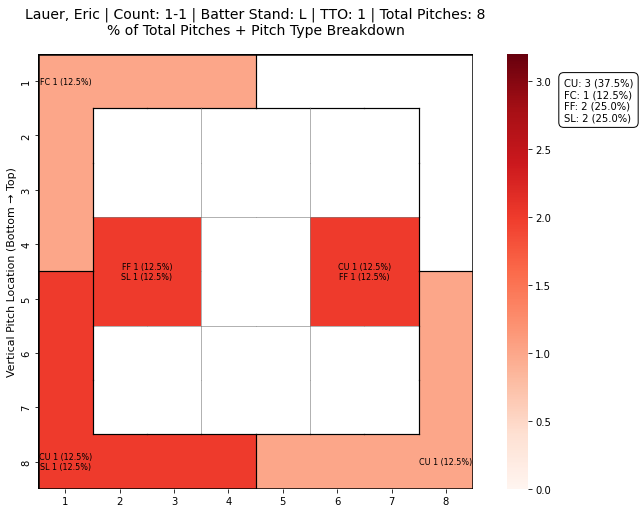 Lauer, Eric | Count: 1-1 | Batter Stand: L | TTO: 1 | Total Pitches: 8
% of Total Pitches + Pitch Type Breakdown
CU: 3 (37.5%)
FC: 1 (12.5%)
FF: 2 (25.0%)
SL: 2 (25.0%)
Vertical Pitch Location (Bottom → Top)
1
2
3
4
5
6
7
8
FC 1 (12.5%)
FF 1 (12.5%)
SL 1 (12.5%)
CU 1 (12.5%)
FF 1 (12.5%)
CU 1 (12.5%)
SL 1 (12.5%)
CU 1 (12.5%)
1 2 3 4 5 6 7 8
3.0
2.5
2.0
1.5
1.0
0.5
0.0